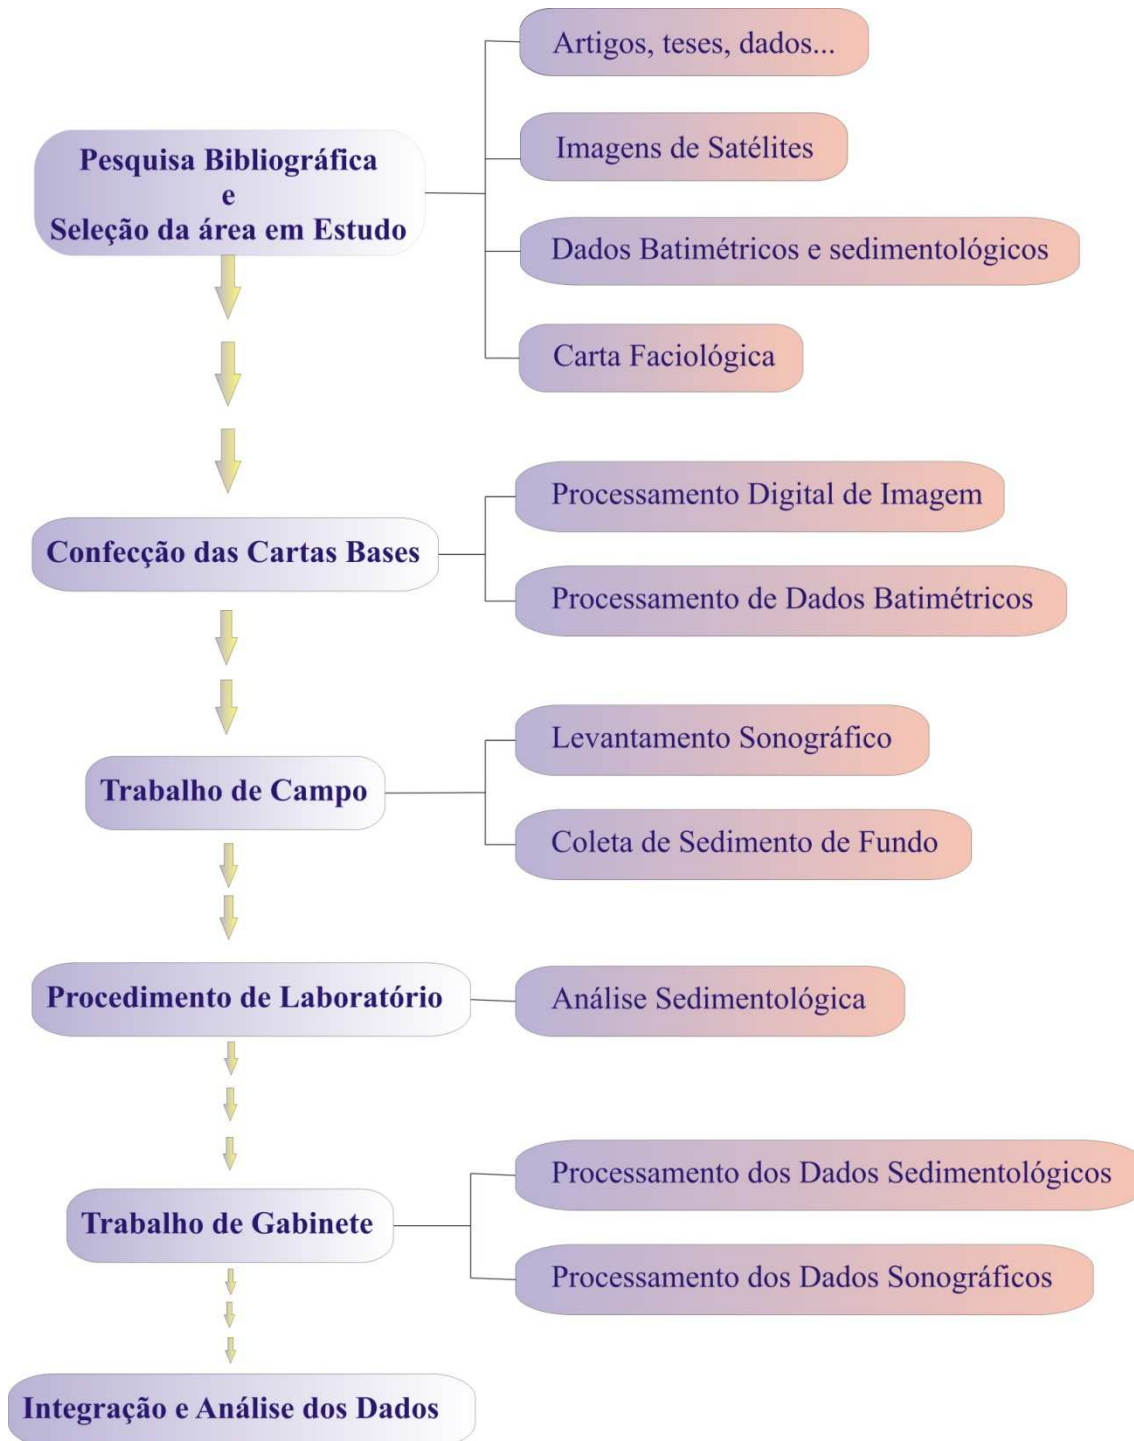 Pesquisa Bibliográfica
e
Seleção da área em Estudo
Artigos, teses, dados...
Imagens de Satélites
Dados Batimétricos e sedimentológicos
Carta Faciológica
Confecção das Cartas Bases
Processamento Digital de Imagem
Processamento de Dados Batimétricos
Trabalho de Campo
Levantamento Sonográfico
Coleta de Sedimento de Fundo
Procedimento de Laboratório
Análise Sedimentológica
Trabalho de Gabinete
Processamento dos Dados Sedimentológicos
Processamento dos Dados Sonográficos
Integração e Análise dos Dados